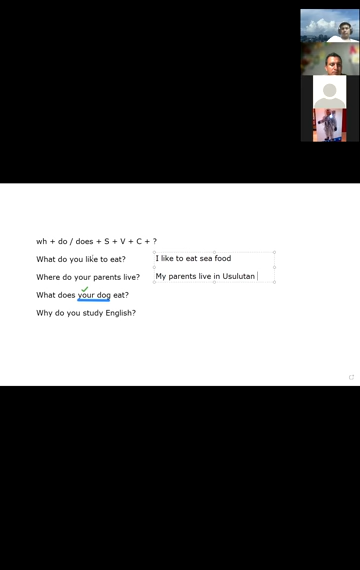 wh + do / does + S + V + C + ?
What do you like to eat? I like to eat sea food
Where do your parents live? My parents live in Usulutan
What does your dog eat?
Why do you study English?